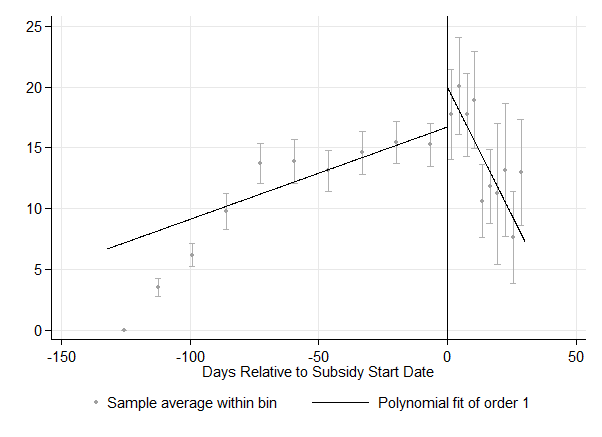 25
20
15
10
5
0
-150 -100 -50 0 50
Days Relative to Subsidy Start Date
Sample average within bin Polynomial fit of order 1